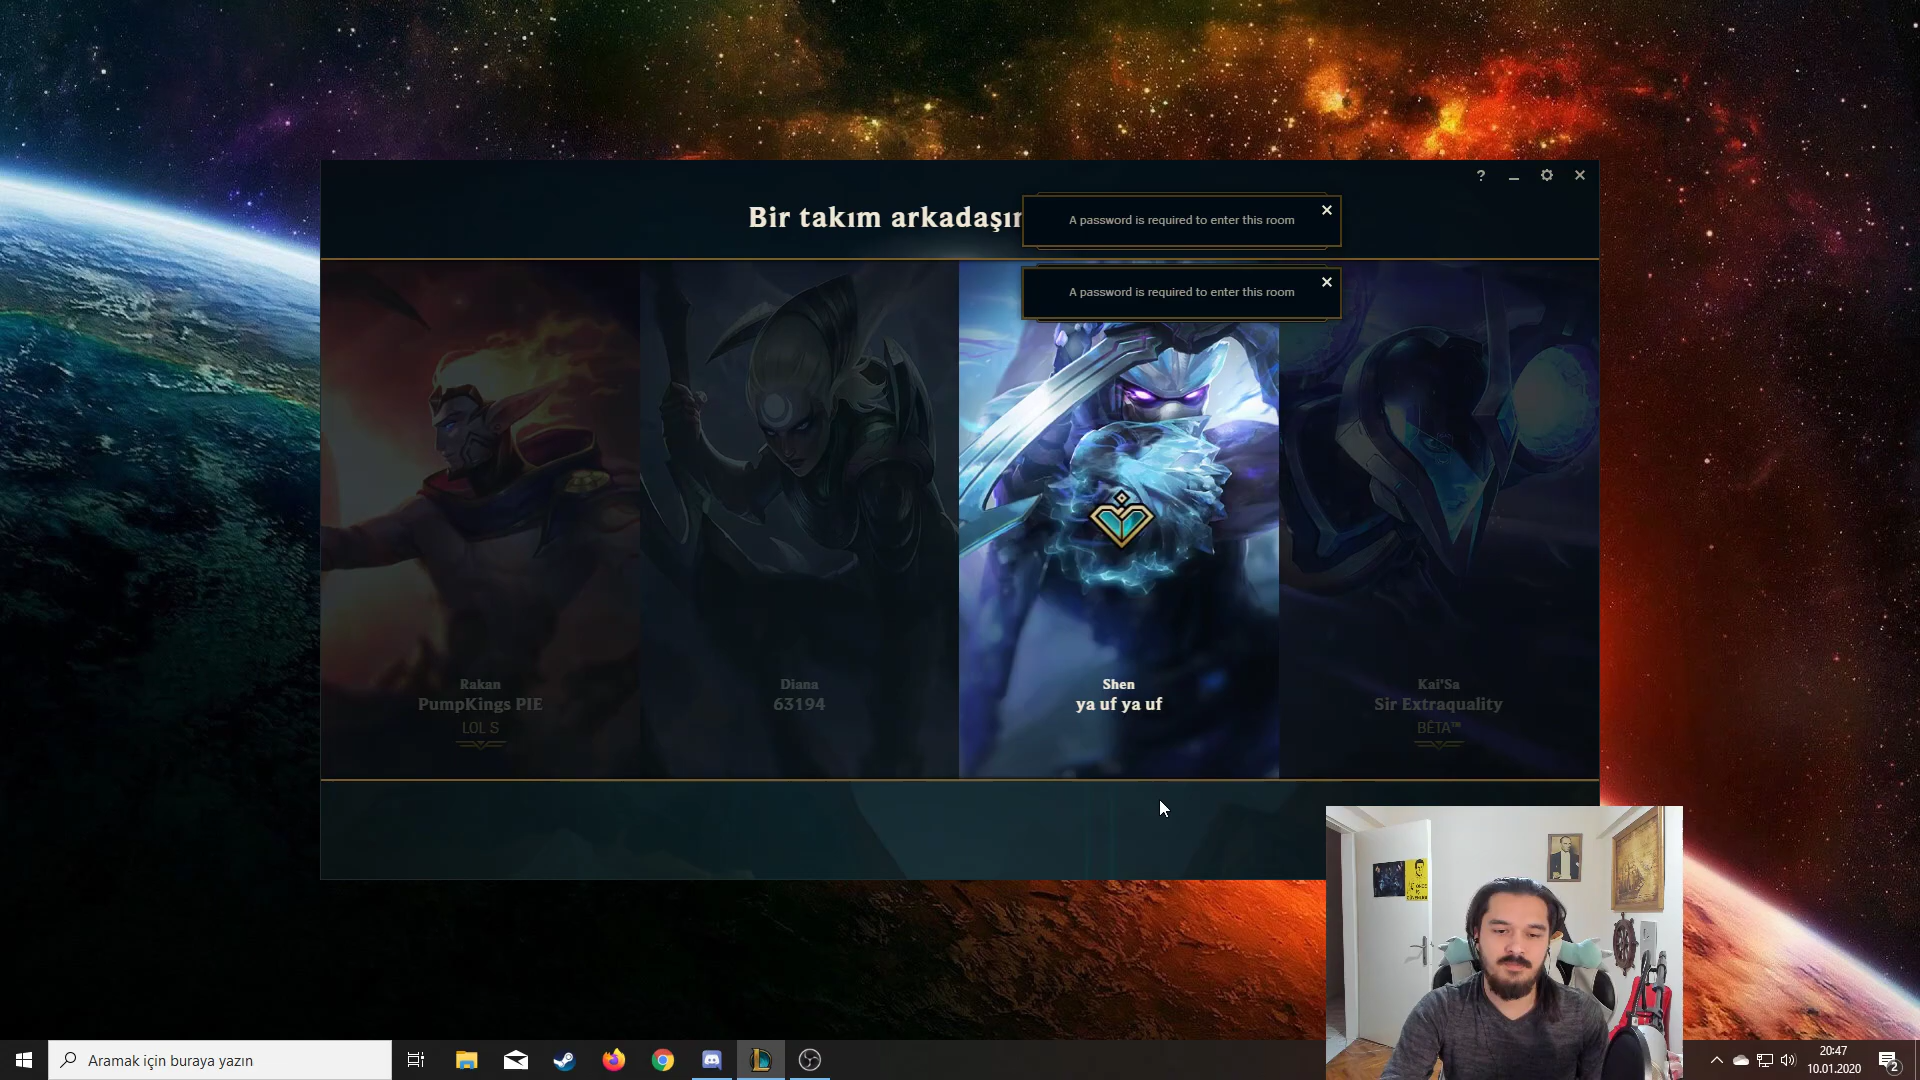 ?
Bir takım arkadaşın
A password is required to enter this room
A password is required to enter this room
Rakan
PumpKings PIE
LOL S
Diana
63194
Shen
ya uf ya uf
Kai'Sa
Sir Extraquality
BÊTA™
Aramak için buraya yazın
20:47
10.01.2020
2